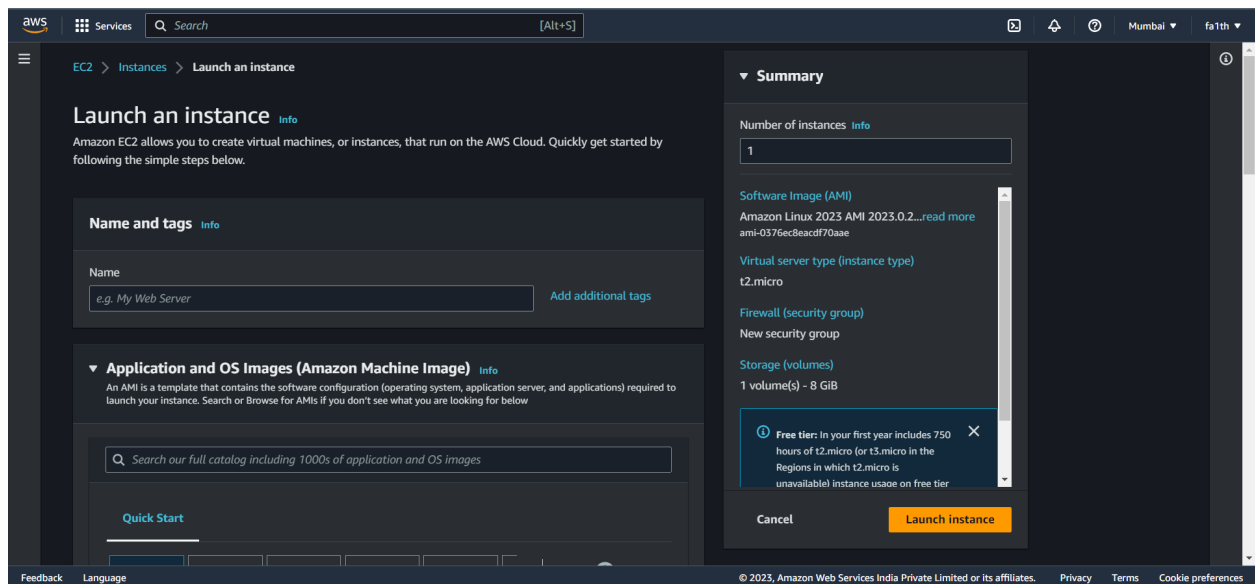 aws
Services
Search
[Alt+S]
Mumbai ▼
fa1th ▼
EC2 > Instances > Launch an instance
Launch an instance Info
Amazon EC2 allows you to create virtual machines, or instances, that run on the AWS Cloud. Quickly get started by
following the simple steps below.
Name and tags Info
Name
e.g. My Web Server
Add additional tags
▼ Application and OS Images (Amazon Machine Image) Info
An AMI is a template that contains the software configuration (operating system, application server, and applications) required to
launch your instance. Search or Browse for AMIs if you don't see what you are looking for below
Search our full catalog including 1000s of application and OS images
Quick Start
▼ Summary
Number of instances Info
1
Software Image (AMI)
Amazon Linux 2023 AMI 2023.0.2...read more
ami-0376ec8eacdf70aae
Virtual server type (instance type)
t2.micro
Firewall (security group)
New security group
Storage (volumes)
1 volume(s) - 8 GiB
Free tier: In your first year includes 750
hours of t2.micro (or t3.micro in the
Regions in which t2.micro is
unavailable) instance usage on free tier
Cancel
Launch instance
Feedback
Language
© 2023, Amazon Web Services India Private Limited or its affiliates.
Privacy
Terms
Cookie preferences